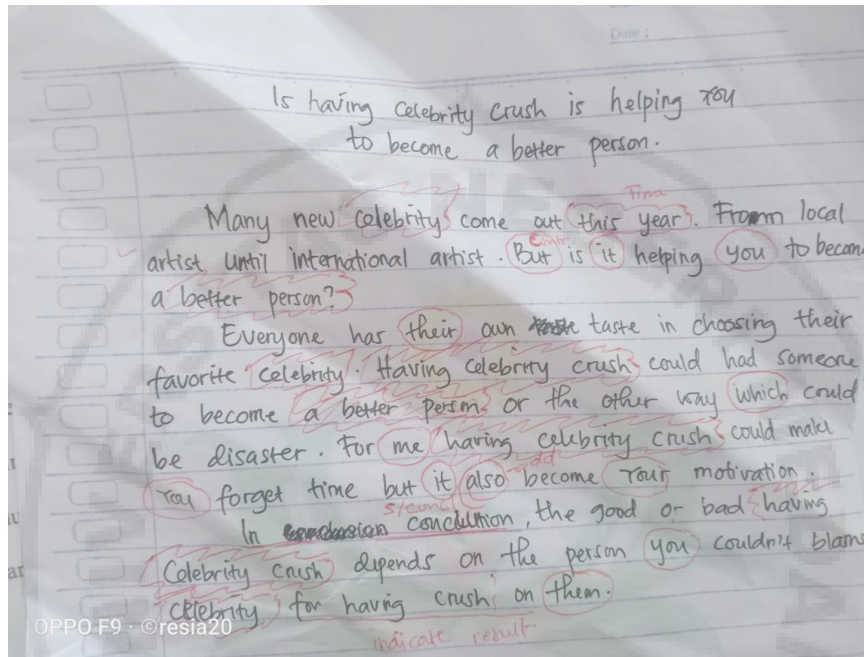 Date:
Is having celebrity crush is helping you
to become a better person.
Time
Many new celebrity come out this year. From local
artist until international artist. But is it helping you to becom
a better person?
Everyone has their own taste in choosing their
favorite celebrity. Having celebrity crush could had someone
to become a better person or the other way which could
be disaster. For me having celebrity crush could make
add
You forget time but it also become your motivation.
In conclution, the good or bad having
Celebrity crush depends on the person you couldn't blame
celebrity for having crush on them.
indicate result
OPPO F9 · ©resia20